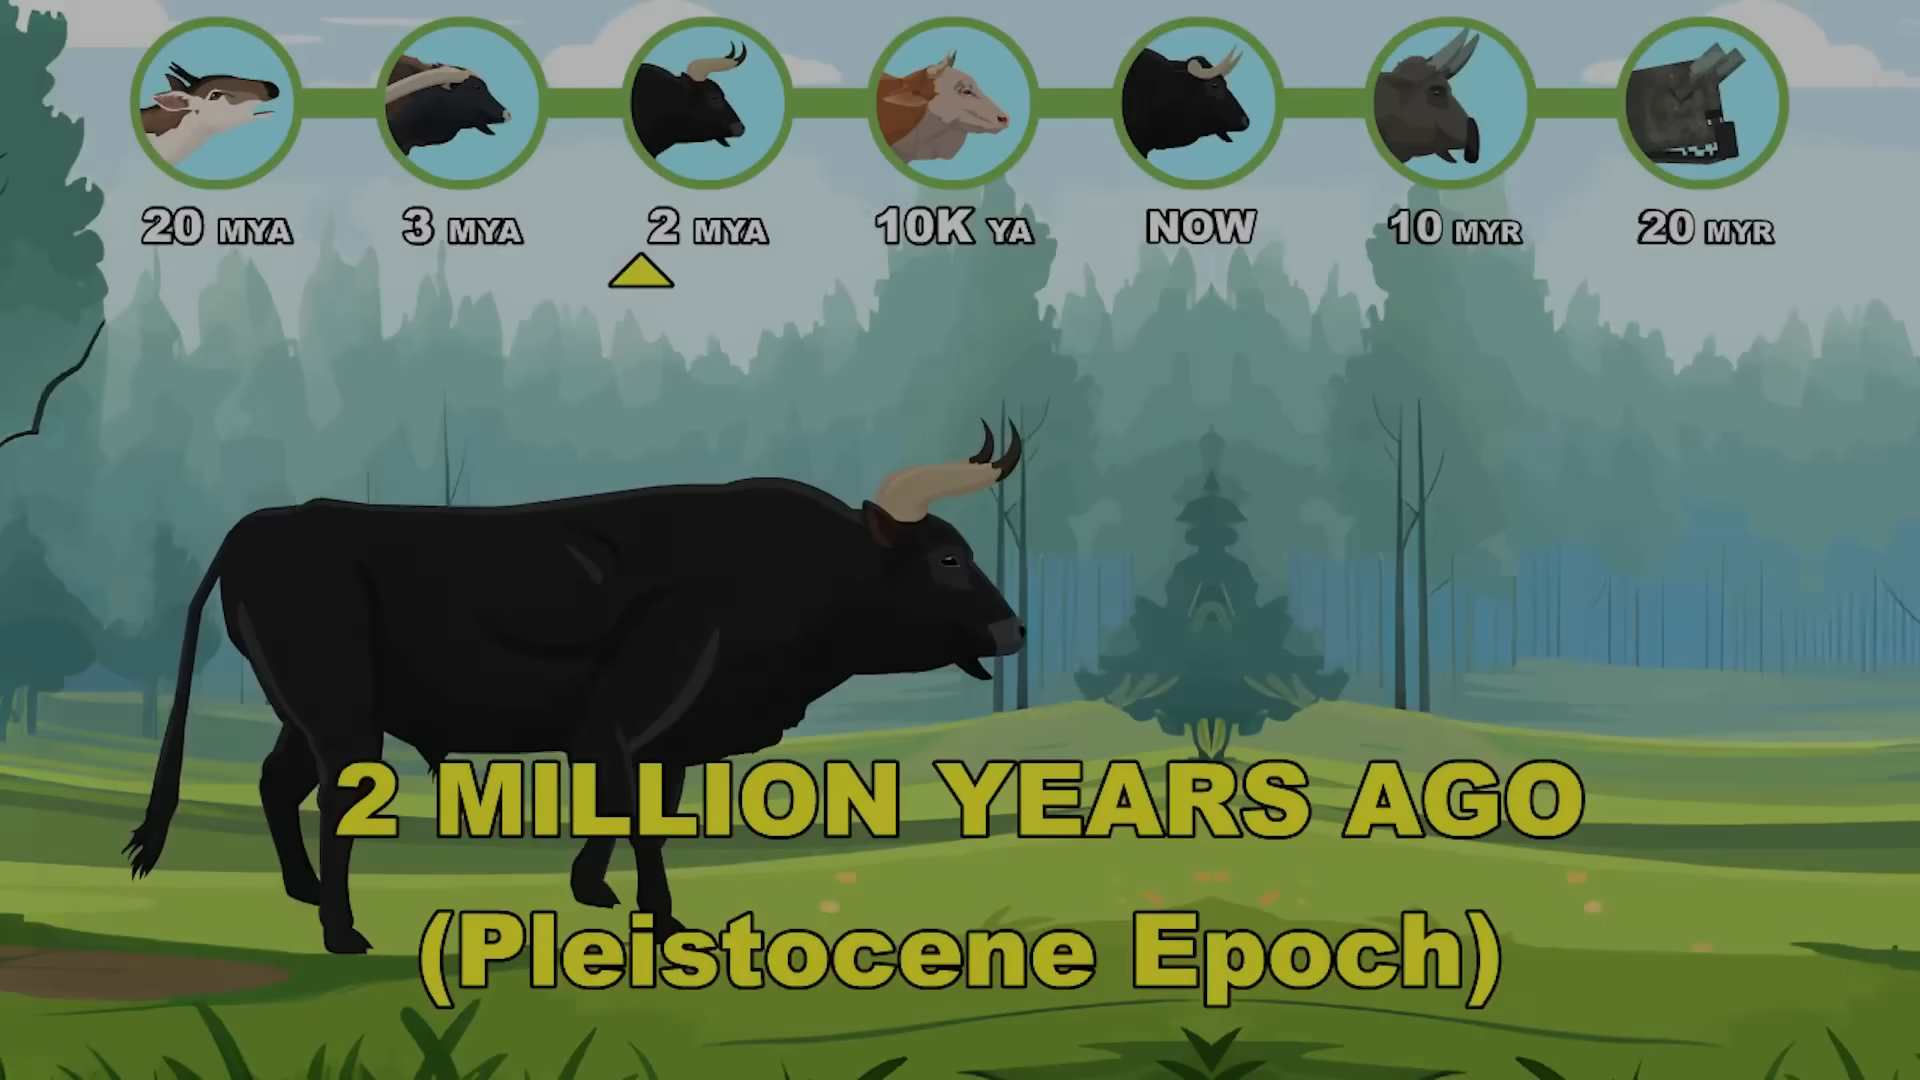 20 MYA 3 MYA 2 MYA 10K YA NOW 10 MYR 20 MYR
2 MILLION YEARS AGO
(Pleistocene Epoch)